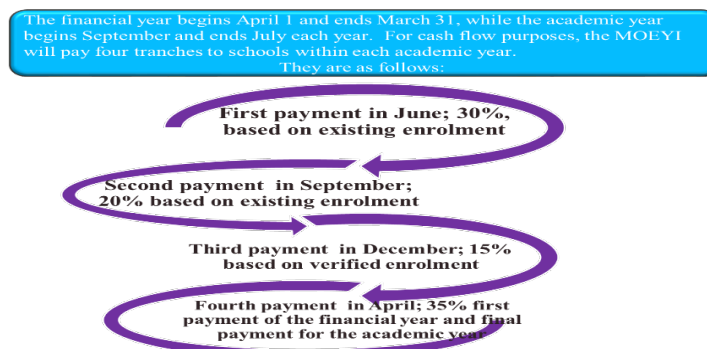 The financial year begins April 1 and ends March 31, while the academic year
begins September and ends July each year.  For cash flow purposes, the MOEYI
will pay four tranches to schools within each academic year.
They are as follows:
First payment in June; 30%,
based on existing enrolment
Second payment  in September;
20% based on existing enrolment
Third payment  in December; 15%
based on verified enrolment
Fourth payment  in April; 35% first
payment of the financial year and final
payment for the academic year